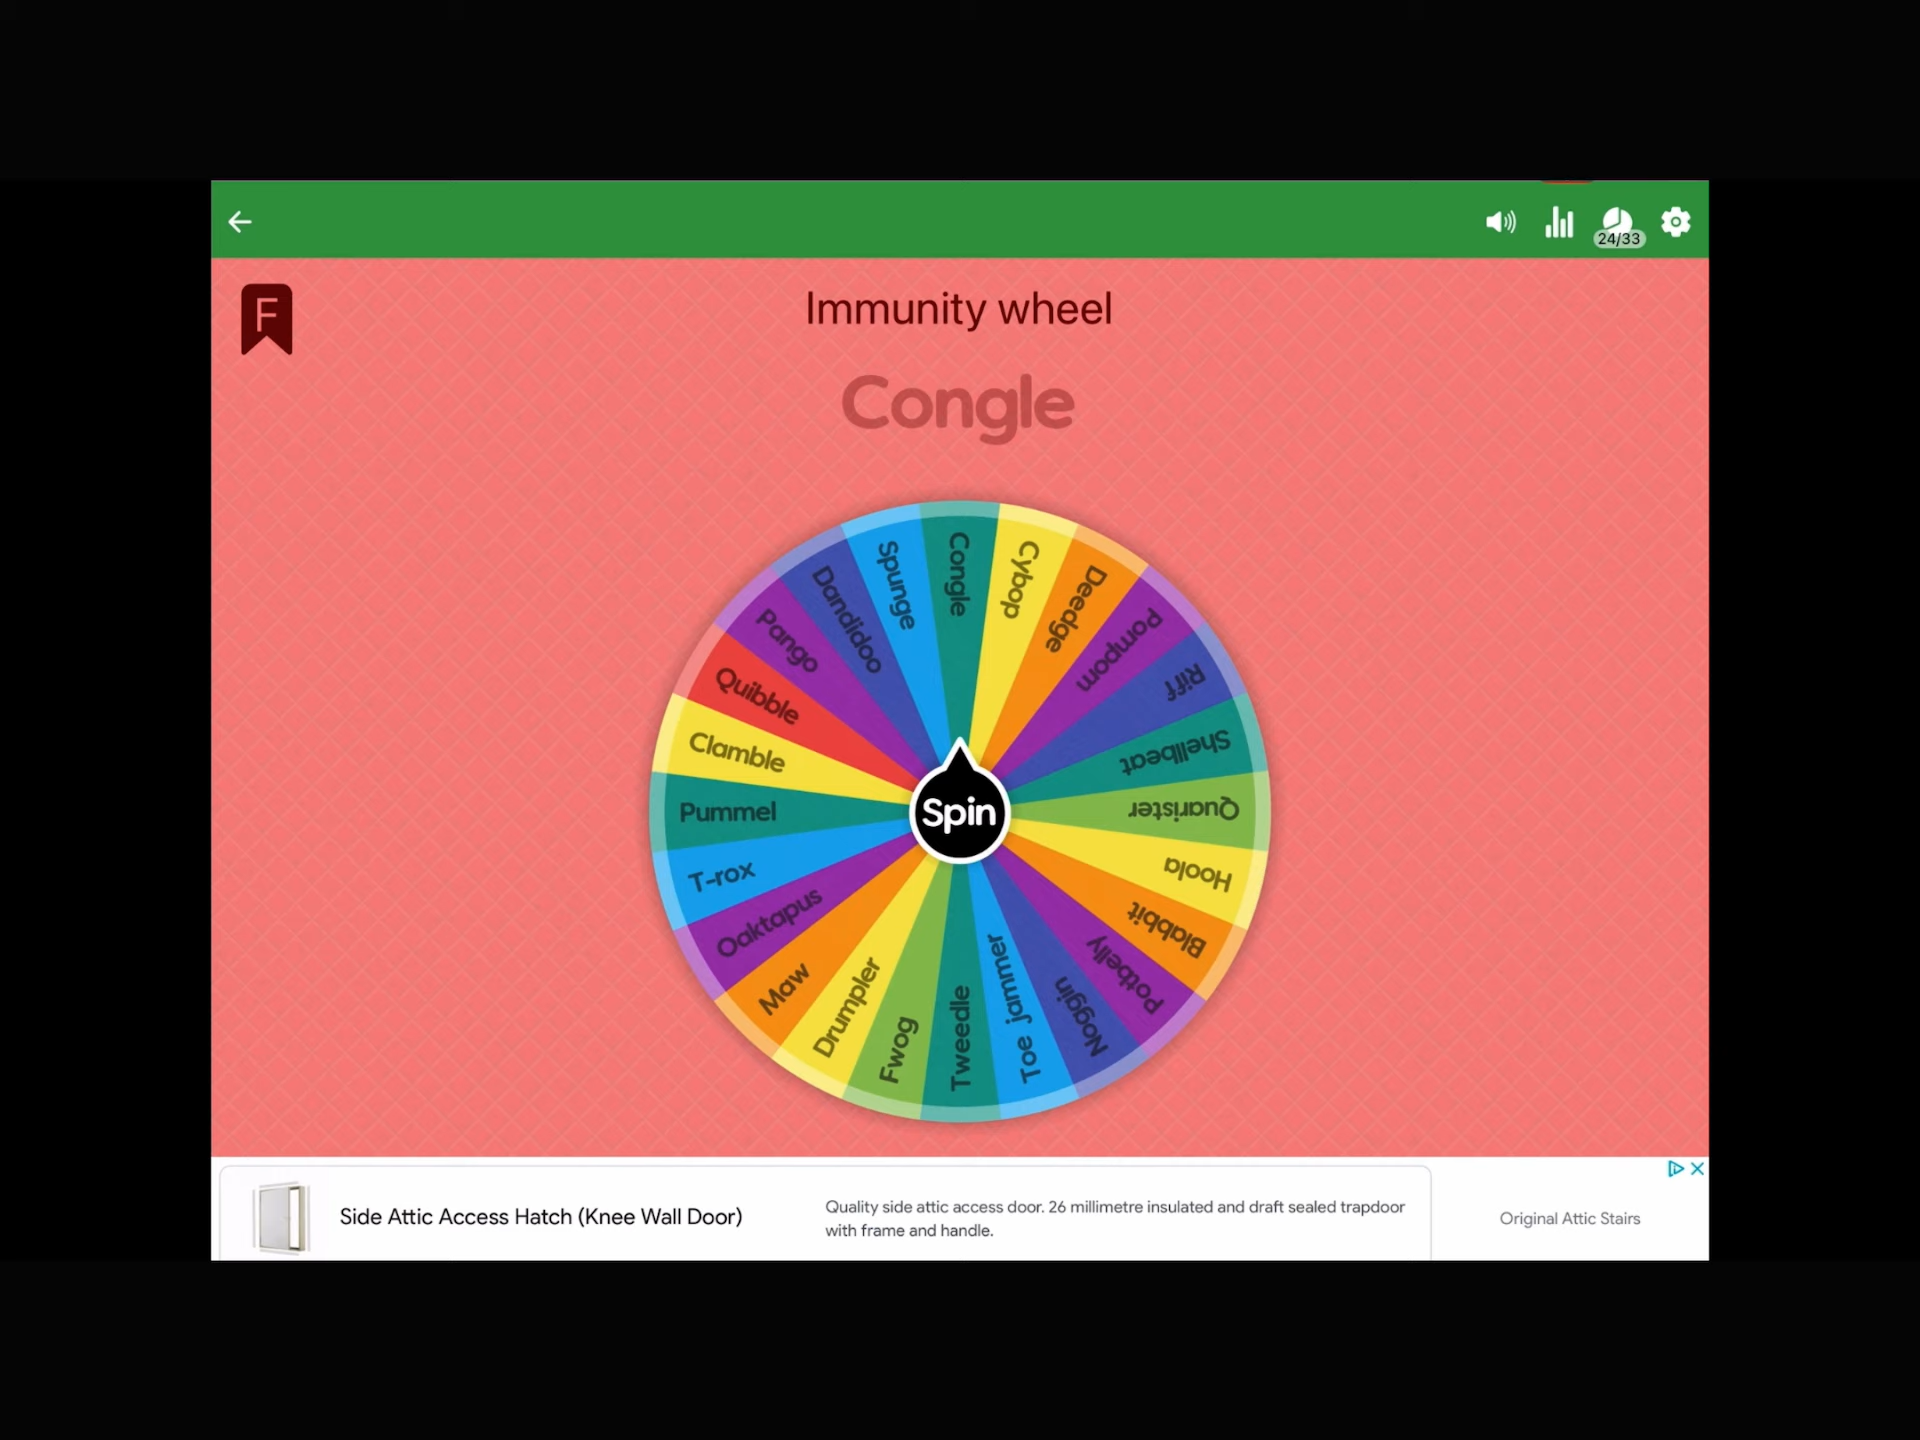 24/33
F
Immunity wheel
Congle
Congle
Cybop
Deedge
Pompom
Riff
Shellbeat
Quarister
Hoola
Blabbit
Potbelly
Noggin
Toe jammer
Tweedle
Fwog
Drumpler
Maw
Oaktapus
T-rox
Pummel
Clamble
Quibble
Pango
Dandidoo
Spunge
Spin
Side Attic Access Hatch (Knee Wall Door)
Quality side attic access door. 26 millimetre insulated and draft sealed trapdoor
with frame and handle.
Original Attic Stairs